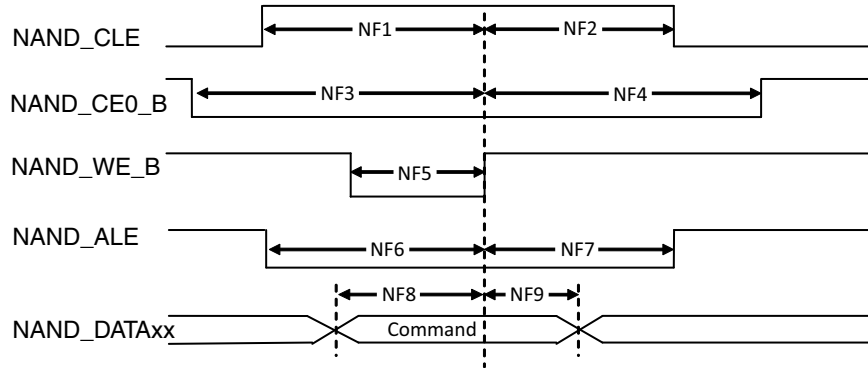 NAND_CLE NF1 NF2
NAND_CE0_B NF3 NF4
NAND_WE_B NF5
NAND_ALE NF6 NF7
NF8 NF9
NAND_DATAxx Command